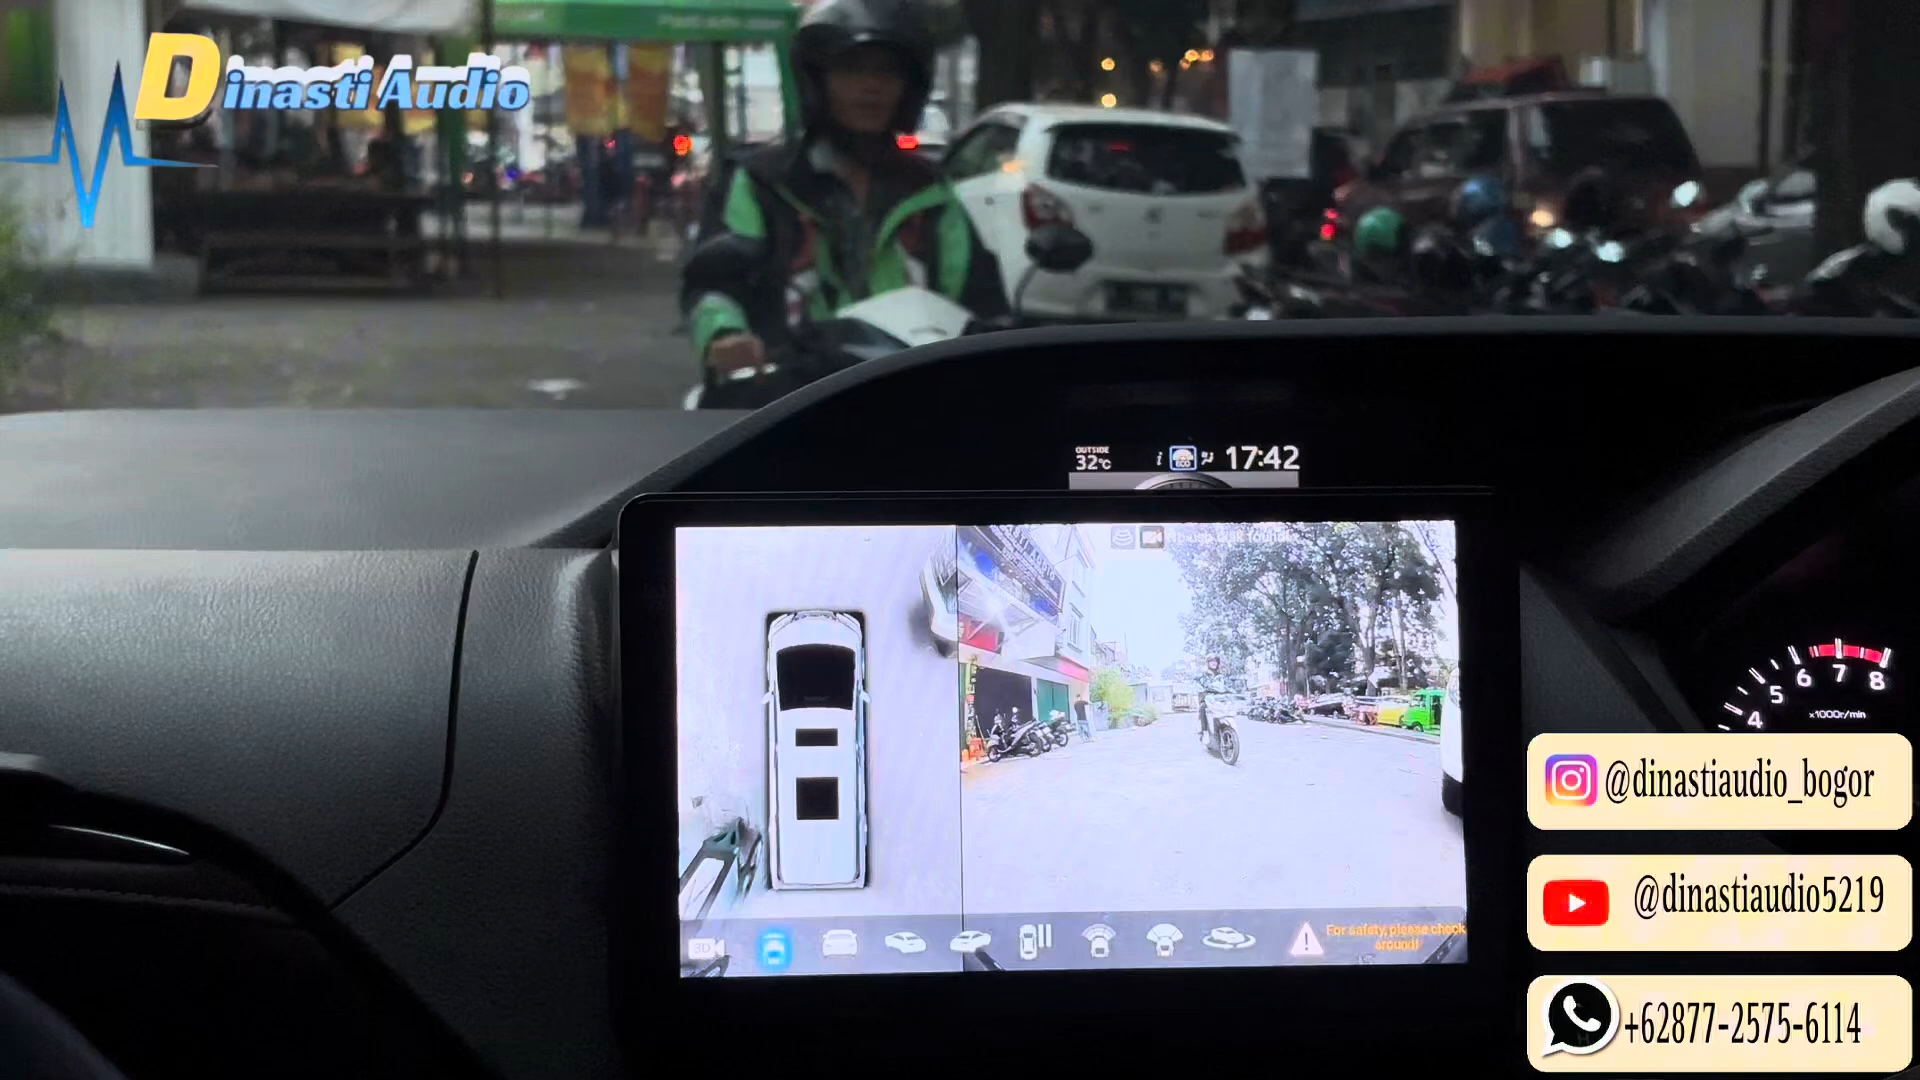 Dinasti Audio
OUTSIDE
32°C
i
ECO
17:42
3D
For safety, please check
around!
4 5 6 7 8
x1000r/min
@dinastiaudio_bogor
@dinastiaudio5219
+62877-2575-6114